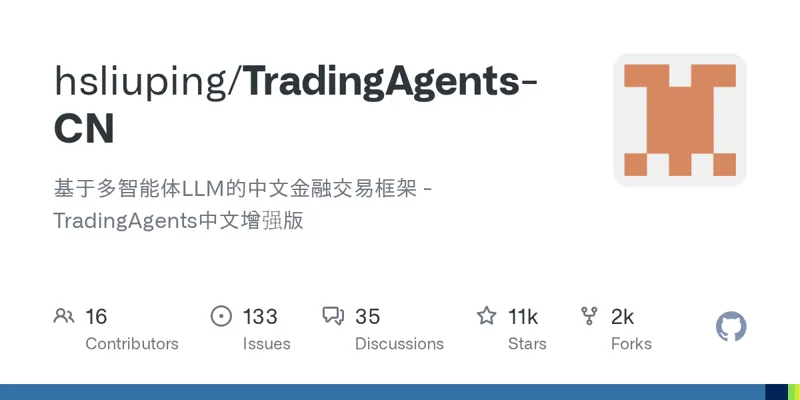 hsliuping/TradingAgents-
CN
基于多智能体LLM的中文金融交易框架 -
TradingAgents中文增强版
16
Contributors
133
Issues
35
Discussions
11k
Stars
2k
Forks